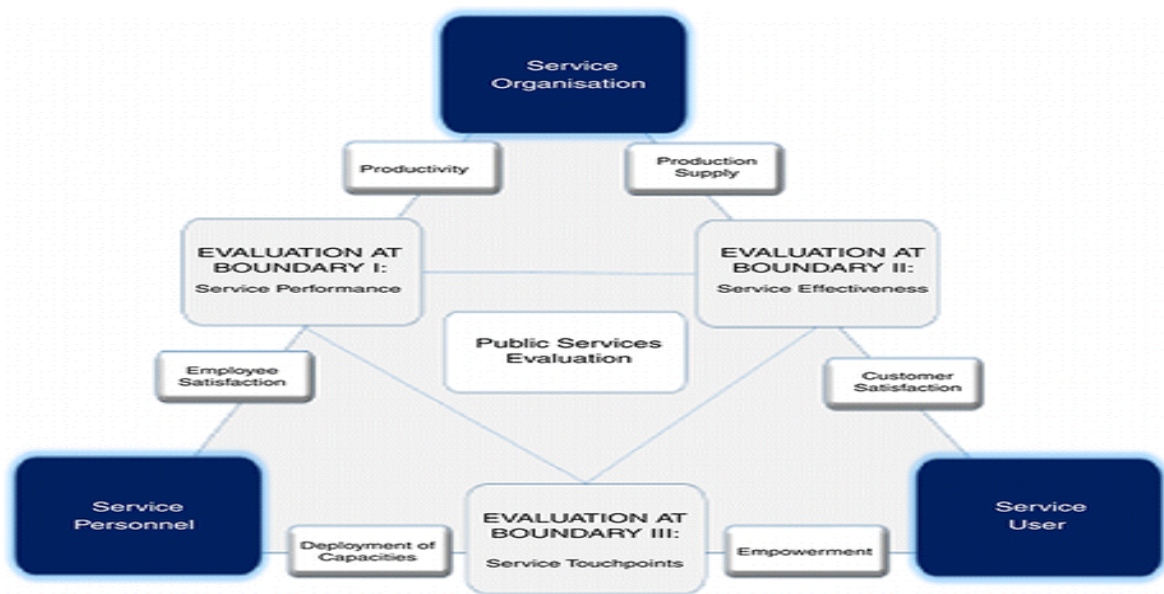 Service
Organisation
Productivity
Production
Supply
EVALUATION AT
BOUNDARY I:
Service Performance
EVALUATION AT
BOUNDARY II:
Service Effectiveness
Public Services
Evaluation
Employee
Satisfaction
Customer
Satisfaction
Service
Personnel
Deployment of
Capacities
EVALUATION AT
BOUNDARY III:
Service Touchpoints
Empowerment
Service
User